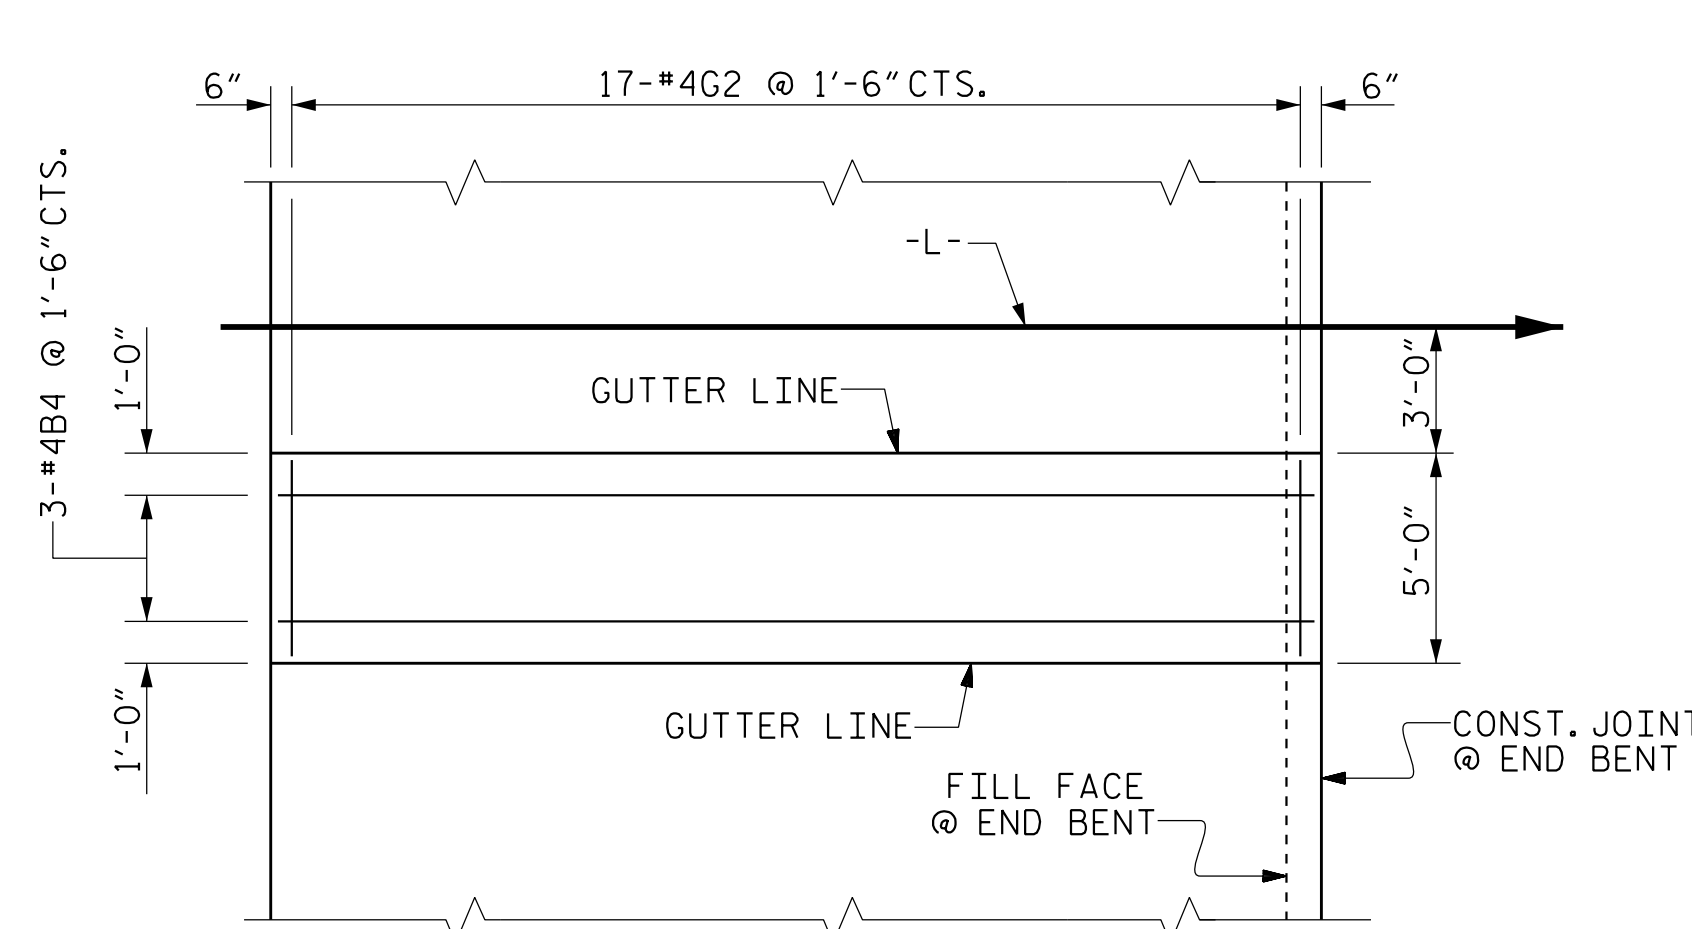 6" 17-#4G2 @ 1'-6"CTS. 6"
3-#4B4 @ 1'-6"CTS.
-L-
1'-0"
3'-0"
GUTTER LINE
5'-0"
1'-0"
GUTTER LINE
CONST. JOINT
@ END BENT
FILL FACE
@ END BENT